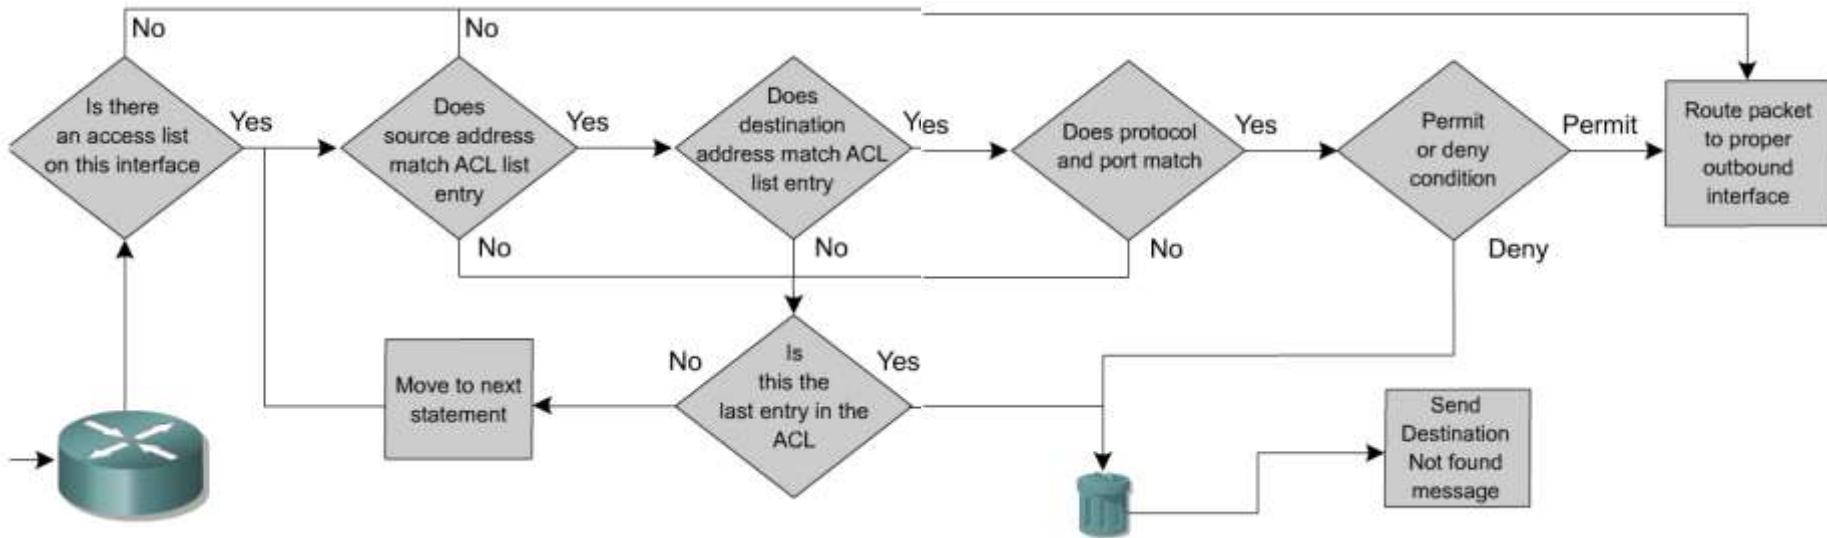 No
No
Is there
an access list
on this interface
Yes
Does
source address
match ACL list
entry
Yes
Does
destination
address match ACL
list entry
Yes
Does protocol
and port match
Yes
Permit
or deny
condition
Permit
Route packet
to proper
outbound
interface
No
No
No
Deny
Move to next
statement
No
Is
this the
last entry in the
ACL
Yes
Send
Destination
Not found
message